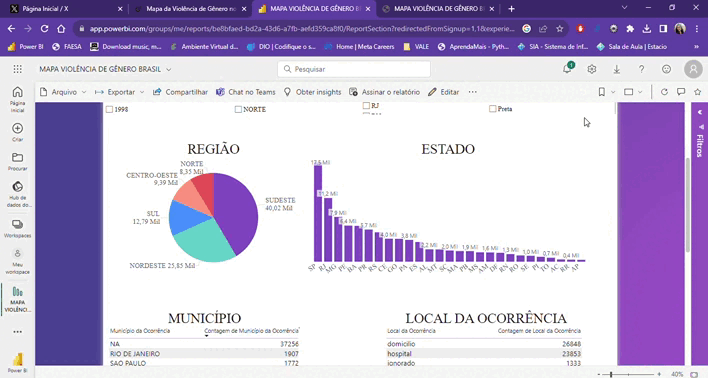 Página Inicial / X
Mapa da Violência de Gênero no
MAPA VIOLÊNCIA DE GÊNERO BR
MAPA VIOLÊNCIA DE GÊNERO BR
app.powerbi.com/groups/me/reports/be8bfaed-bd2a-43d6-a7fb-aefd359ca8f0/ReportSection?redirectedFromSignup=1,1&experie...
Power BI
FAESA
Download music, m...
Ambiente Virtual d...
DIO | Codifique o s...
Home | Meta Careers
VALE
AprendaMais - Pyth...
SIA - Sistema de Inf...
Sala de Aula | Estacio
MAPA VIOLÊNCIA DE GÊNERO BRASIL
Pesquisar
1
Arquivo
Exportar
Compartilhar
Chat no Teams
Obter insights
Assinar o relatório
Editar
Página Inicial
Criar
Procurar
Hub de dados do...
Workspaces
Meu workspace
MAPA VIOLÊNC...
Power BI
1998
NORTE
RJ
Preta
Filtros
REGIÃO
ESTADO
NORTE
8,35 Mil
CENTRO-OESTE
9,39 Mil
SUL
12,79 Mil
SUDESTE
40,02 Mil
NORDESTE 25,85 Mil
17,5 Mil
11,2 Mil
7,9 Mil
6,4 Mil
5,7 Mil
4,0 Mil
3,8 Mil
2,2 Mil
2,0 Mil
1,9 Mil
1,6 Mil
1,3 Mil
1,0 Mil
0,7 Mil
0,4 Mil
SP RJ MG PE BA PR RS CE GO PA ES AL MT SC MA PB MS AM DF RN RO SE PI TO AC RR AP
MUNICÍPIO
LOCAL DA OCORRÊNCIA
Município da Ocorrência
Contagem de Município da Ocorrência
NA 37256
RIO DE JANEIRO 1907
SAO PAULO 1772
Local da Ocorrência
Contagem de Local da Ocorrência
domicilio 26848
hospital 23853
ignorado 1333
40%